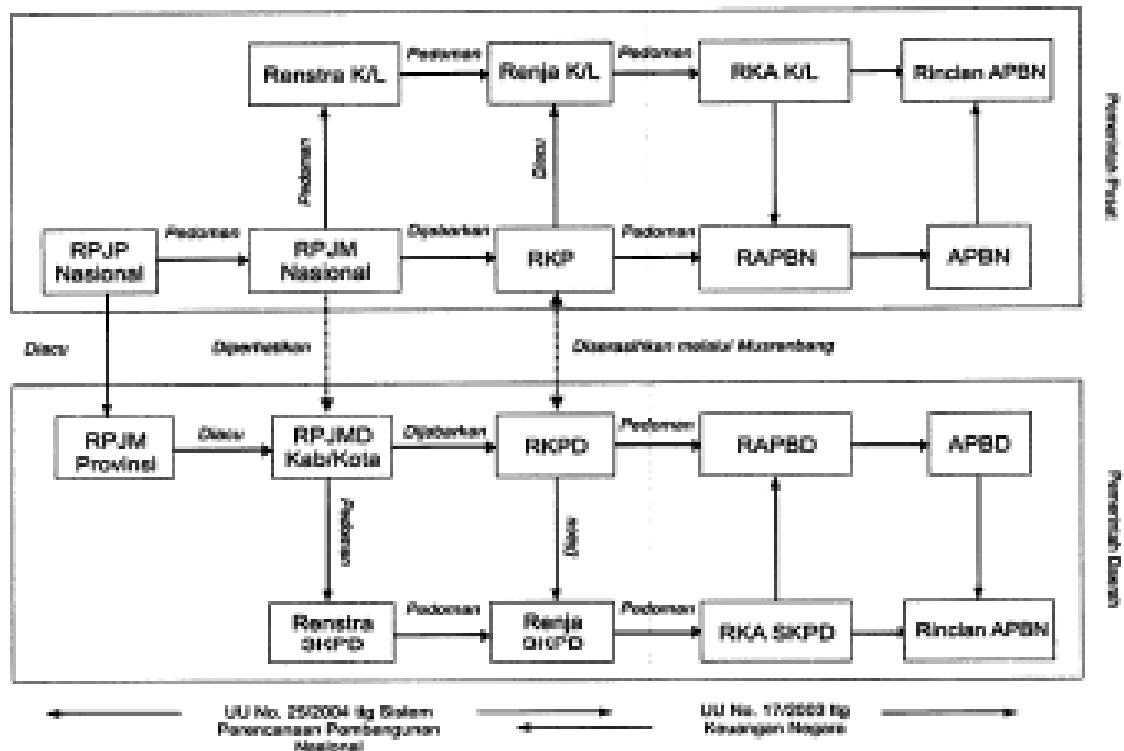 Pedoman
Pedoman
Renstra K/L
Renja K/L
RKA K/L
Rincian APBN
Pedoman
Diacu
Pemerintah Pusat
RPJP
Nasional
Pedoman
RPJM
Nasional
Dijabarkan
RKP
Pedoman
RAPBN
APBN
Diacu
Diperhatikan
Diserasihkan melalui Musrenbang
RPJM
Provinsi
Diacu
RPJMD
Kab/Kota
Dijabarkan
RKPD
Pedoman
RAPBD
APBD
Pedoman
Diacu
Pemerintah Daerah
Renstra
SKPD
Pedoman
Renja
SKPD
Pedoman
RKA SKPD
Rincian APBN
UU No. 25/2004 ttg Sistem
Perencanaan Pembangunan
Nasional
UU No. 17/2003 ttg
Keuangan Negara